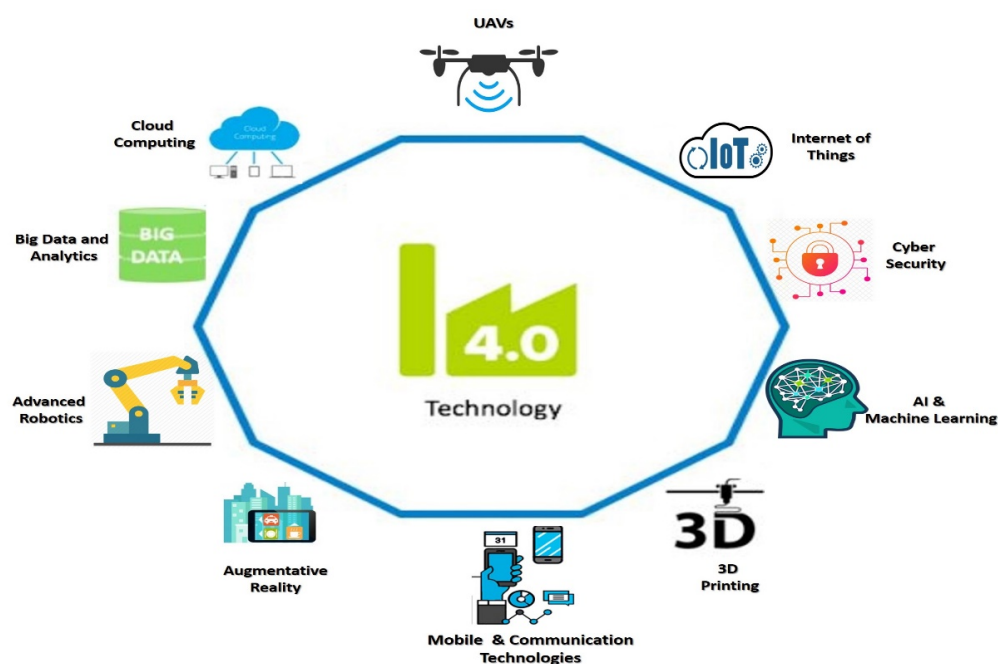 UAVs
Cloud
Computing
Cloud
Computing
IoT
Internet of
Things
Big Data and
Analytics
BIG
DATA
Cyber
Security
4.0
Technology
Advanced
Robotics
AI &
Machine Learning
Augmentative
Reality
31
3D
3D
Printing
Mobile & Communication
Technologies